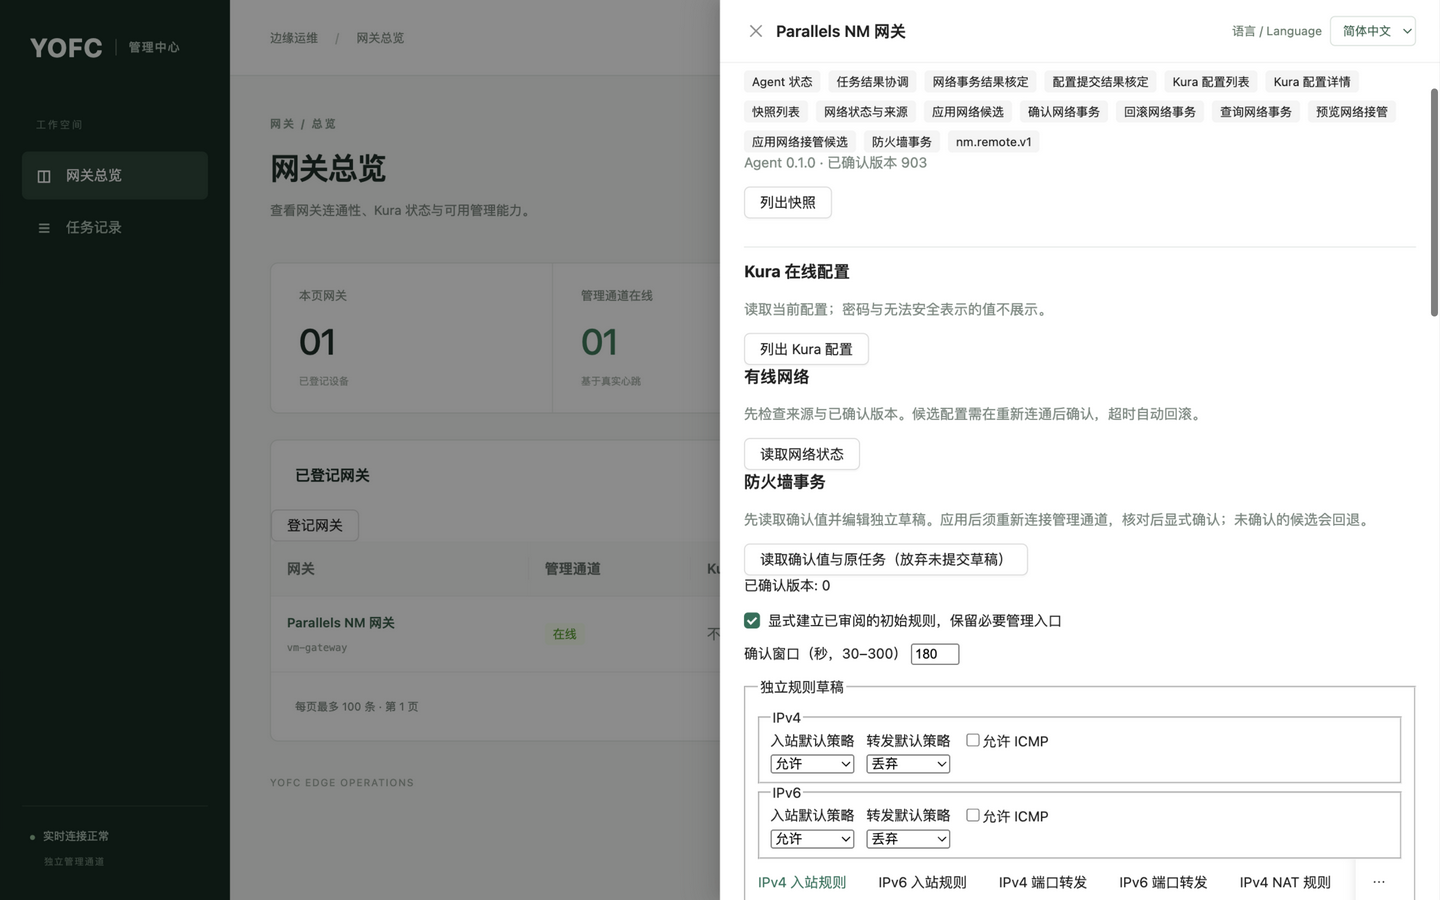 YOFC 管理中心
工作空间
网关总览
任务记录
实时连接正常
独立管理通道
边缘运维 / 网关总览
网关 / 总览
网关总览
查看网关连通性、Kura 状态与可用管理能力。
本页网关
01
已登记设备
管理通道在线
01
基于真实心跳
已登记网关
登记网关
网关 管理通道 Ku
Parallels NM 网关
vm-gateway
在线
不
每页最多 100 条 · 第 1 页
YOFC EDGE OPERATIONS
Parallels NM 网关
语言 / Language 简体中文
Agent 状态 任务结果协调 网络事务结果核定 配置提交结果核定 Kura 配置列表 Kura 配置详情
快照列表 网络状态与来源 应用网络候选 确认网络事务 回滚网络事务 查询网络事务 预览网络接管
应用网络接管候选 防火墙事务 nm.remote.v1
Agent 0.1.0 · 已确认版本 903
列出快照
Kura 在线配置
读取当前配置；密码与无法安全表示的值不展示。
列出 Kura 配置
有线网络
先检查来源与已确认版本。候选配置需在重新连通后确认，超时自动回滚。
读取网络状态
防火墙事务
先读取确认值并编辑独立草稿。应用后须重新连接管理通道，核对后显式确认；未确认的候选会回退。
读取确认值与原任务（放弃未提交草稿）
已确认版本: 0
显式建立已审阅的初始规则，保留必要管理入口
确认窗口（秒，30–300） 180
独立规则草稿
IPv4
入站默认策略 转发默认策略 允许 ICMP
允许 丢弃
IPv6
入站默认策略 转发默认策略 允许 ICMP
允许 丢弃
IPv4 入站规则 IPv6 入站规则 IPv4 端口转发 IPv6 端口转发 IPv4 NAT 规则 ···